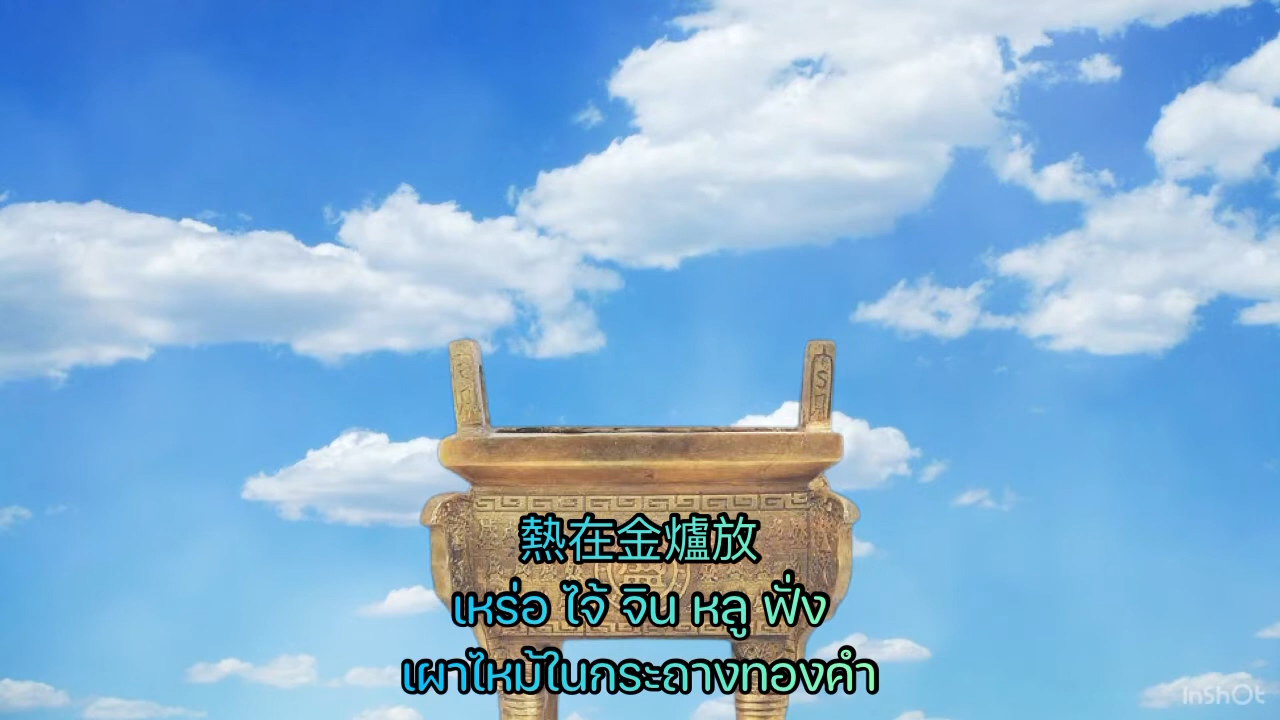 熱在金爐放
เหร่อ ไจ้ จิน หลู ฟั่ง
เผาไหม้ในกระถางทองคำ
InShOt